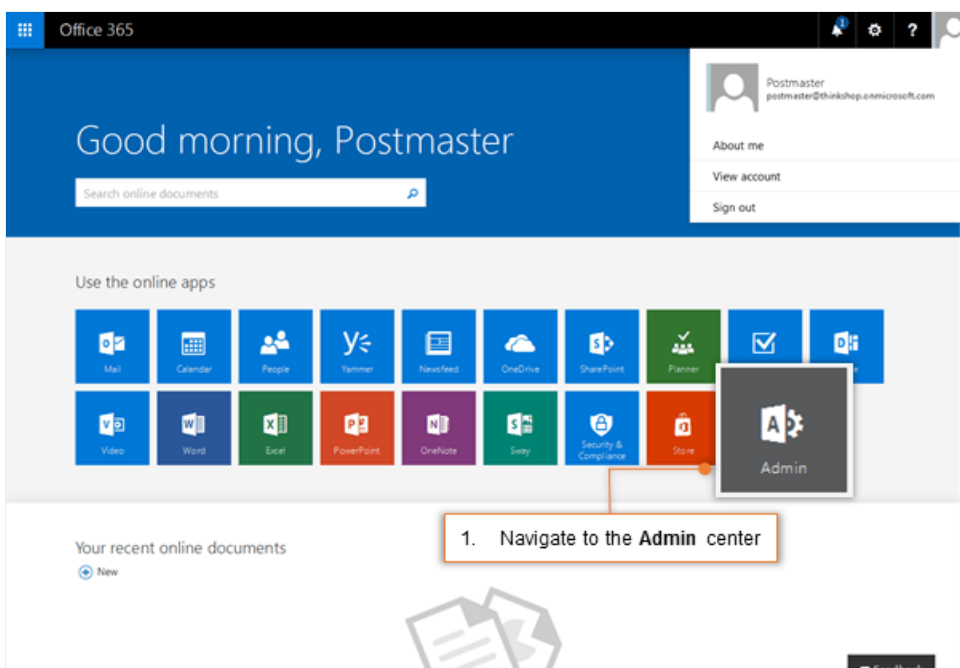 Office 365
1
?
Postmaster
postmaster@thinkshop.onmicrosoft.com
About me
View account
Sign out
Good morning, Postmaster
Search online documents
Use the online apps
Mail
Calendar
People
Yammer
Newsfeed
OneDrive
SharePoint
Planner
Video
Word
Excel
PowerPoint
OneNote
Sway
Security &
Compliance
Store
Admin
1. Navigate to the Admin center
Your recent online documents
New